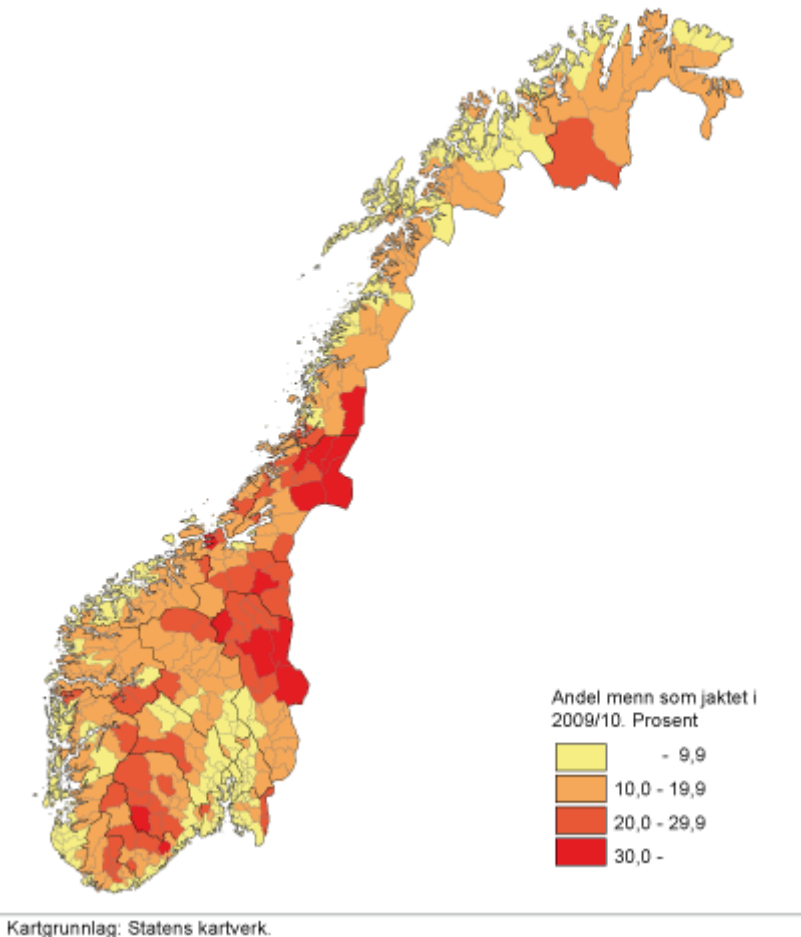 Andel menn som jaktet i
2009/10. Prosent
- 9,9
10,0 - 19,9
20,0 - 29,9
30,0 -
Kartgrunnlag: Statens kartverk.